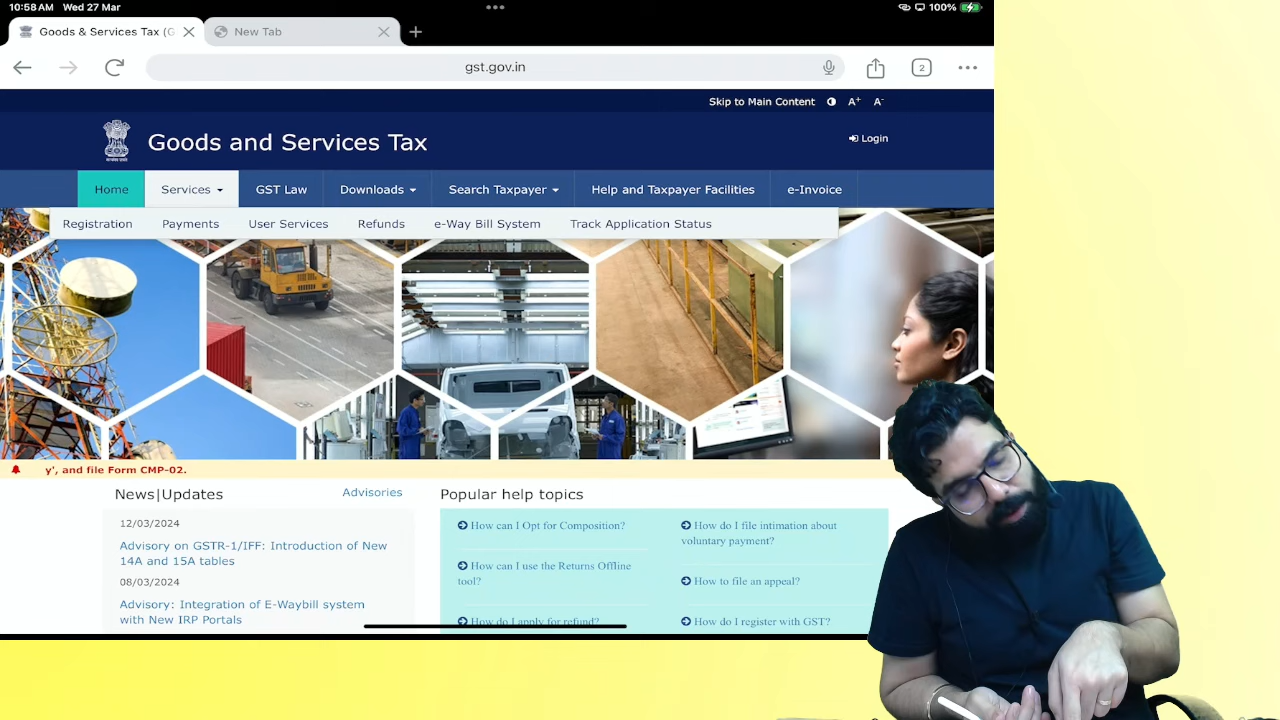 10:58 AM Wed 27 Mar
100%
Goods & Services Tax (G
New Tab
gst.gov.in
2
Skip to Main Content A+ A-
Goods and Services Tax
Login
Home Services GST Law Downloads Search Taxpayer Help and Taxpayer Facilities e-Invoice
Registration Payments User Services Refunds e-Way Bill System Track Application Status
y', and file Form CMP-02.
News|Updates
Advisories
12/03/2024
Advisory on GSTR-1/IFF: Introduction of New
14A and 15A tables
08/03/2024
Advisory: Integration of E-Waybill system
with New IRP Portals
Popular help topics
How can I Opt for Composition?
How can I use the Returns Offline
tool?
How do I apply for refund?
How do I file intimation about
voluntary payment?
How to file an appeal?
How do I register with GST?